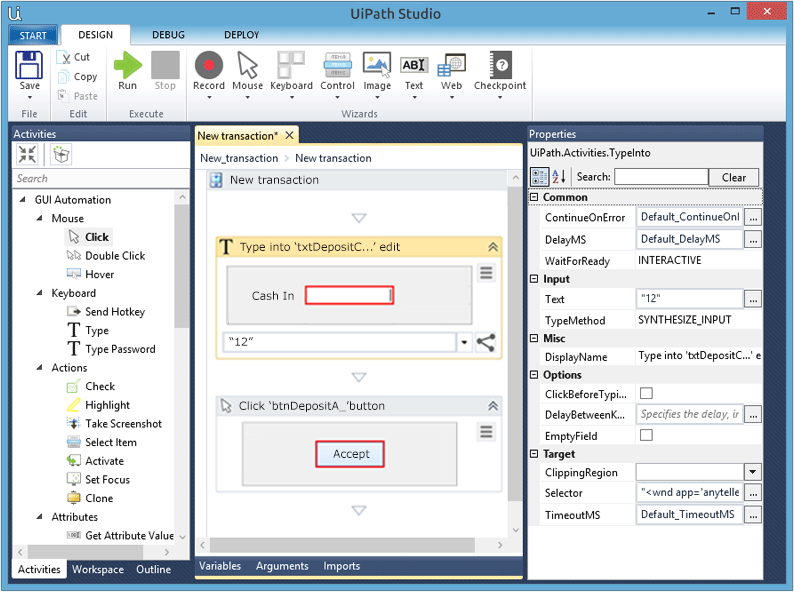 Ui UiPath Studio
START DESIGN DEBUG DEPLOY
Save
Cut
Copy
Paste
Run Stop
Record Mouse Keyboard Control Image Text Web Checkpoint
ABI
File Edit Execute Wizards
Activities
Search
GUI Automation
Mouse
Click
Double Click
Hover
Keyboard
Send Hotkey
Type
Type Password
Actions
Check
Highlight
Take Screenshot
Select Item
Activate
Set Focus
Clone
Attributes
Get Attribute Value
Activities Workspace Outline
New transaction*
New_transaction > New transaction
New transaction
Type into 'txtDepositC...' edit
Cash In
"12"
Click 'btnDepositA_'button
Accept
Variables Arguments Imports
Properties
UiPath.Activities.TypeInto
Search: Clear
Common
ContinueOnError Default_ContinueOnl ...
DelayMS Default_DelayMS ...
WaitForReady INTERACTIVE
Input
Text "12" ...
TypeMethod SYNTHESIZE_INPUT
Misc
DisplayName Type into 'txtDepositC...' e
Options
ClickBeforeTypi...
DelayBetweenK... Specifies the delay, ir ...
EmptyField
Target
ClippingRegion
Selector "<wnd app='anytelle ...
TimeoutMS Default_TimeoutMS ...